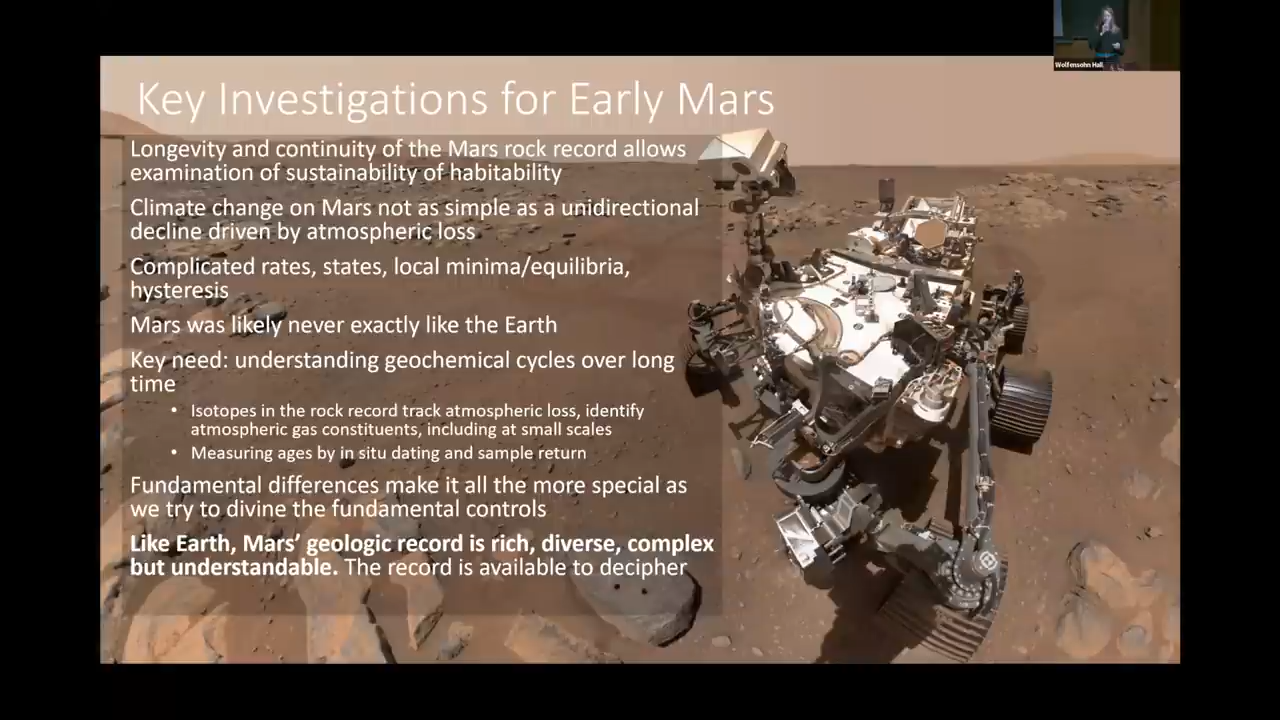 Wolfensohn Hall
Key Investigations for Early Mars
Longevity and continuity of the Mars rock record allows
examination of sustainability of habitability
Climate change on Mars not as simple as a unidirectional
decline driven by atmospheric loss
Complicated rates, states, local minima/equilibria,
hysteresis
Mars was likely never exactly like the Earth
Key need: understanding geochemical cycles over long
time
• Isotopes in the rock record track atmospheric loss, identify
atmospheric gas constituents, including at small scales
• Measuring ages by in situ dating and sample return
Fundamental differences make it all the more special as
we try to divine the fundamental controls
Like Earth, Mars’ geologic record is rich, diverse, complex
but understandable. The record is available to decipher